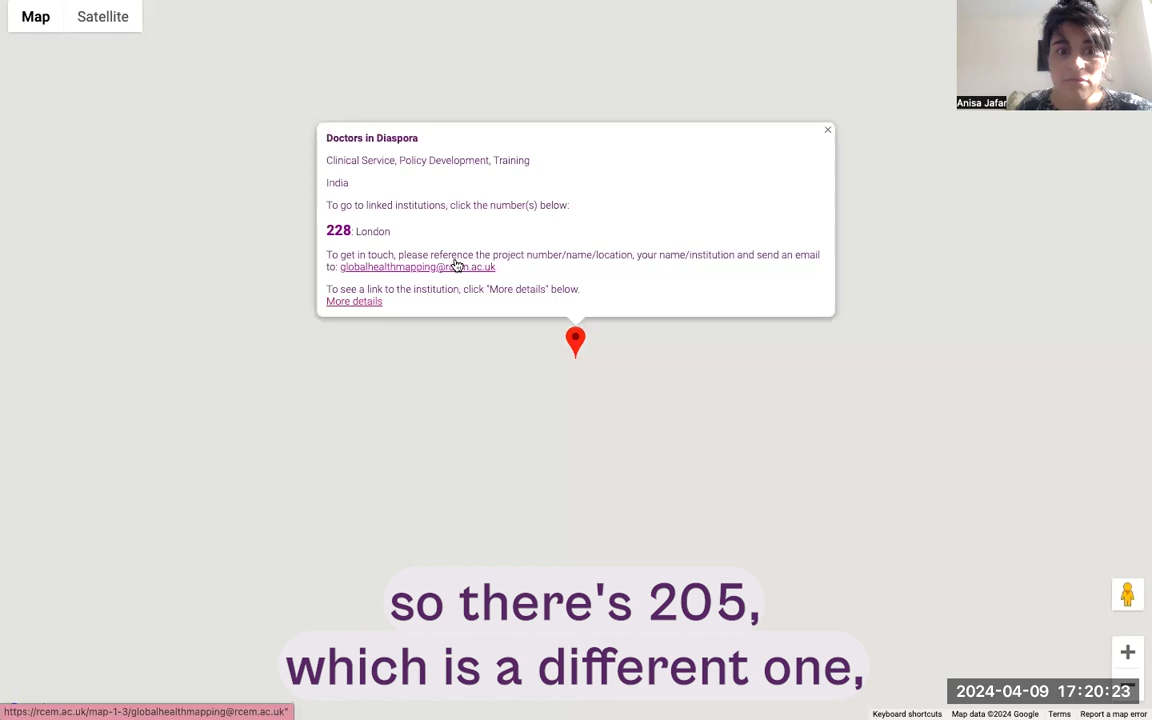 Map
Satellite
Anisa Jafar
Doctors in Diaspora
Clinical Service, Policy Development, Training
India
To go to linked institutions, click the number(s) below:
228: London
To get in touch, please reference the project number/name/location, your name/institution and send an email
to: globalhealthmapping@rcem.ac.uk
To see a link to the institution, click "More details" below.
More details
so there's 205,
which is a different one,
2024-04-09 17:20:23
https://rcem.ac.uk/map-1-3/globalhealthmapping@rcem.ac.uk"
Keyboard shortcuts
Map data ©2024 Google
Terms
Report a map error